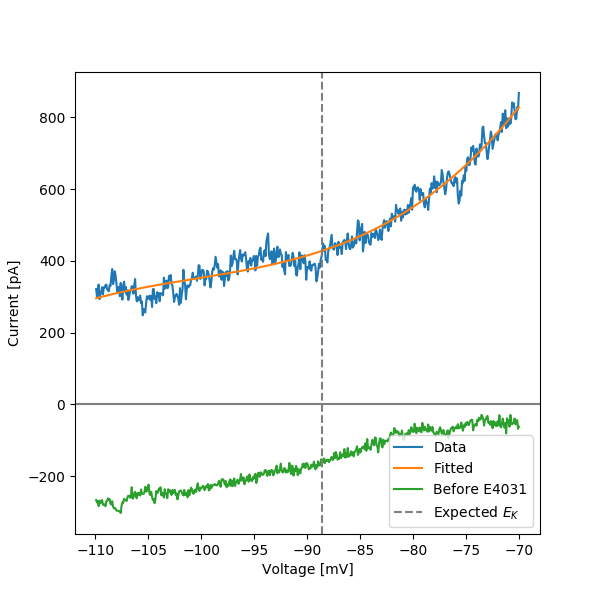 800
600
400
200
0
−200
Current [pA]
Data
Fitted
Before E4031
Expected E_K
−110 −105 −100 −95 −90 −85 −80 −75 −70
Voltage [mV]